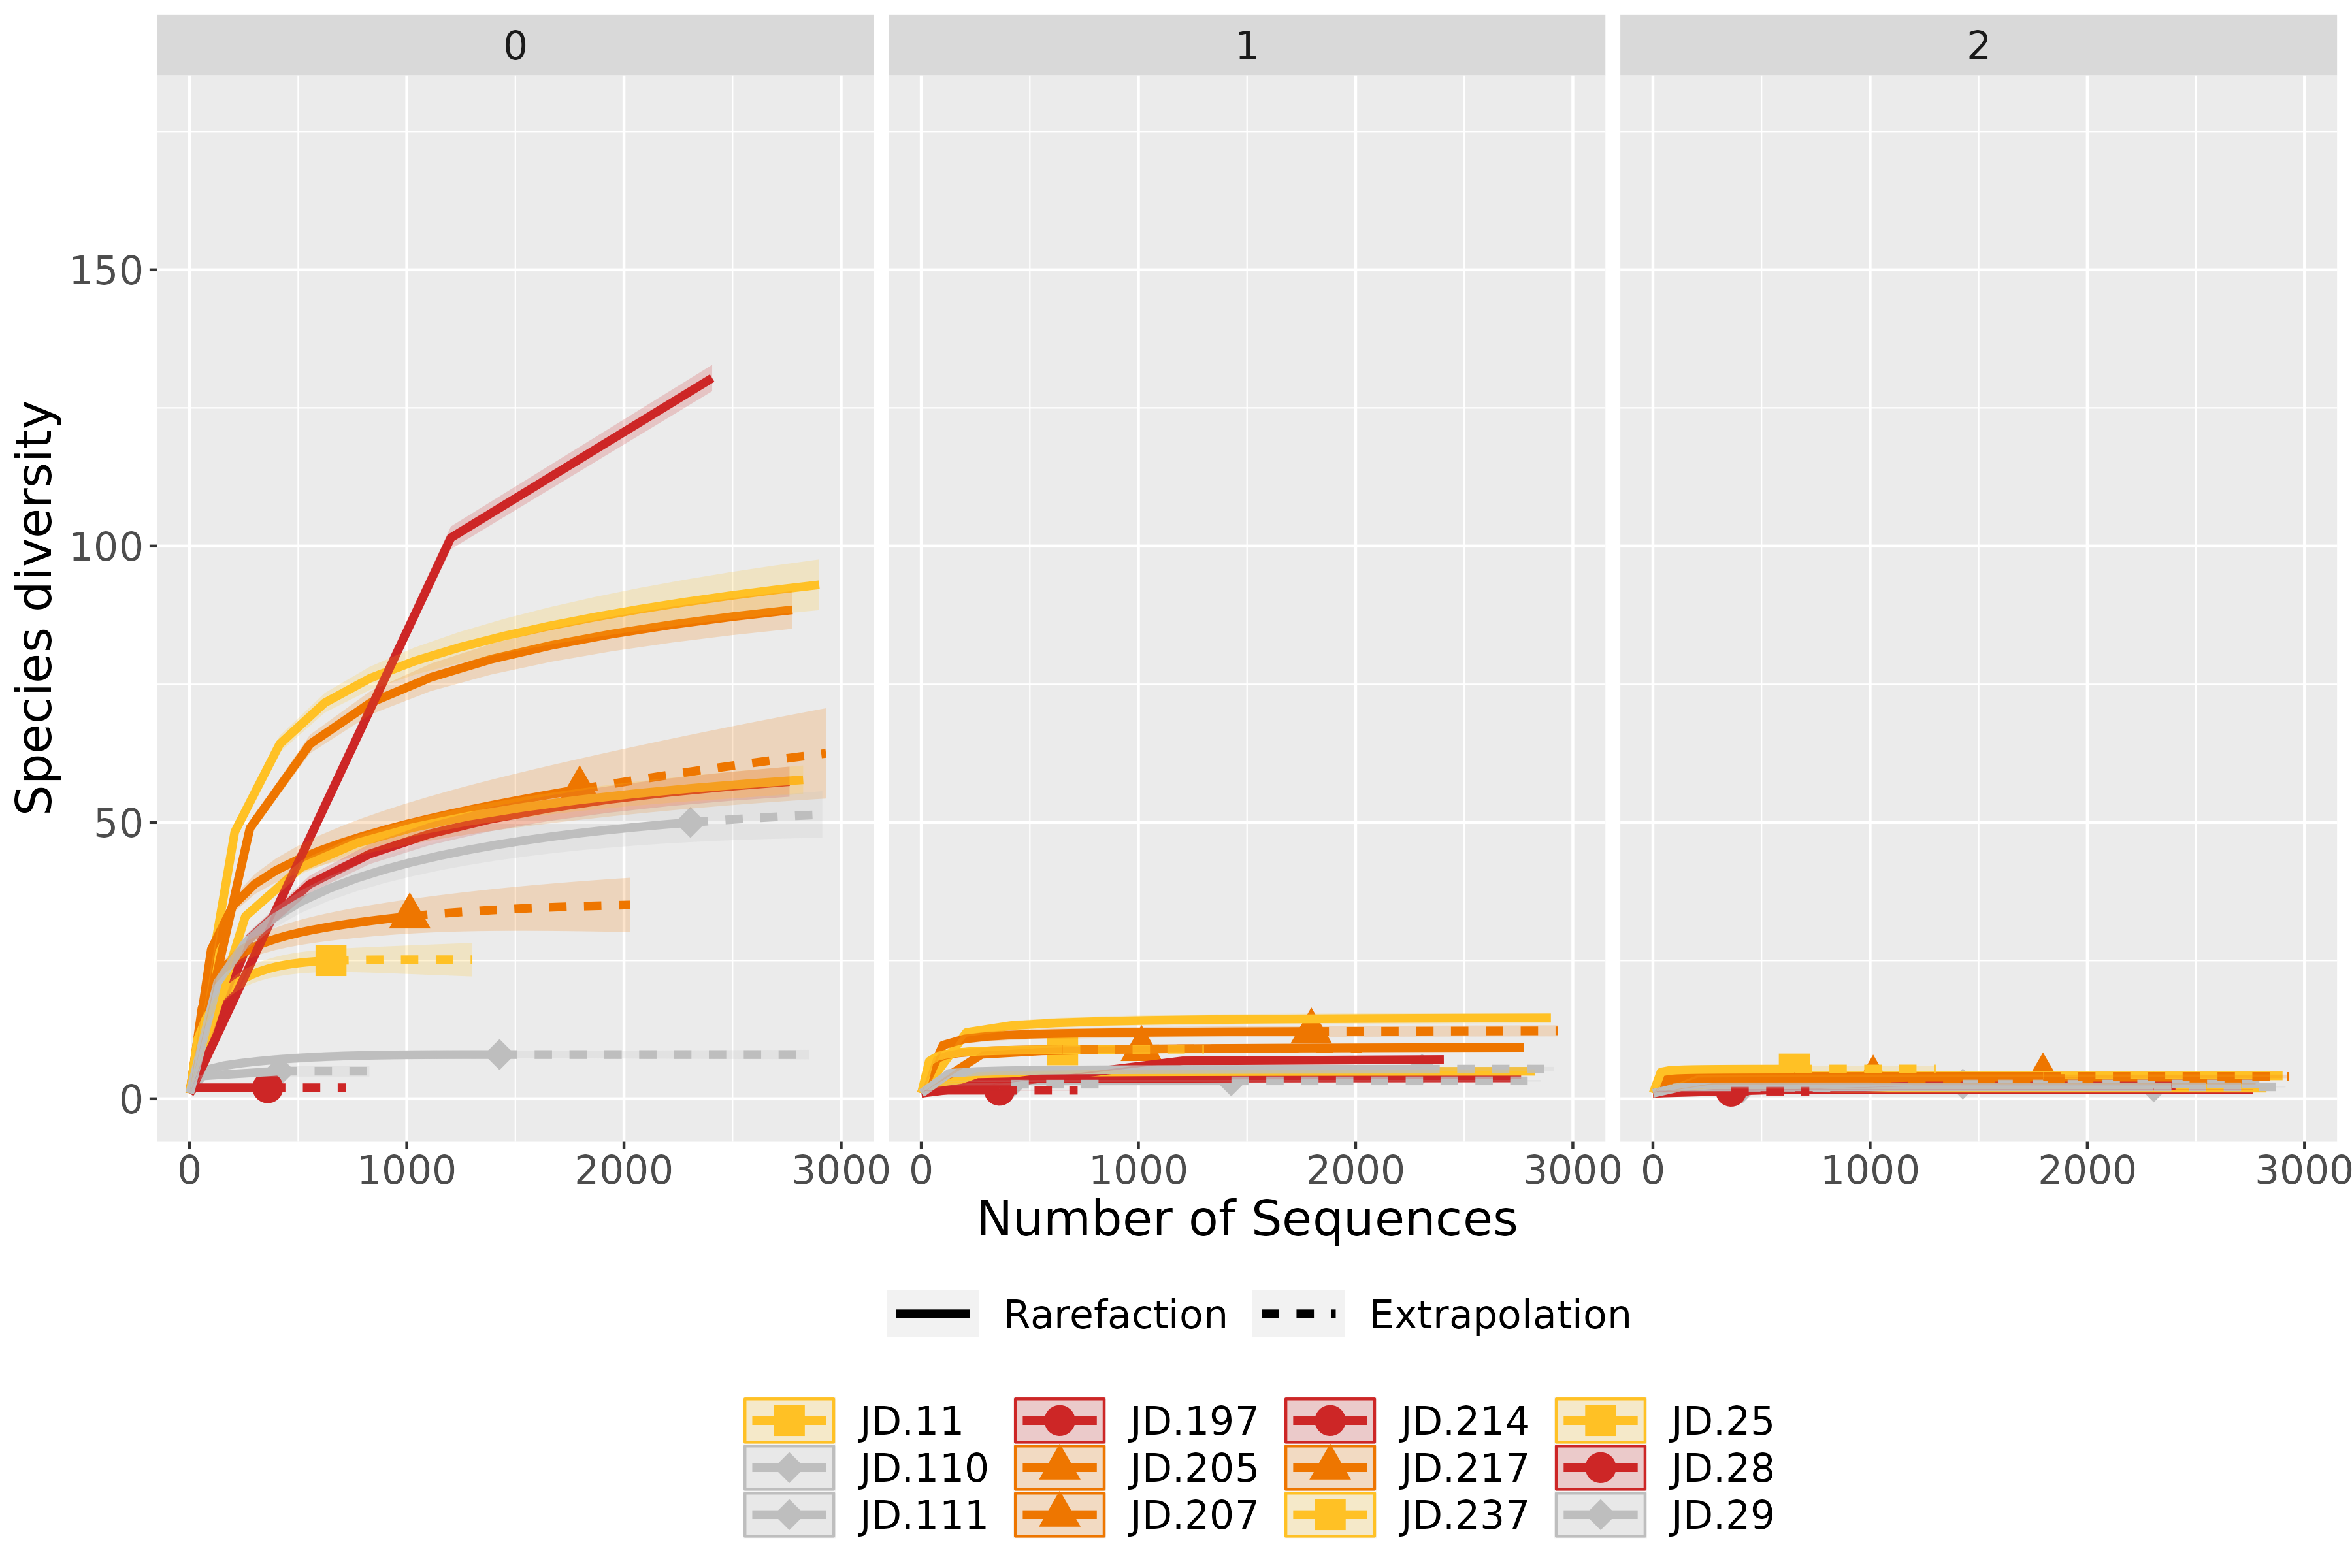 0 1 2
150
100
50
0
Species diversity
0 1000 2000 3000 0 1000 2000 3000 0 1000 2000 3000
Number of Sequences
Rarefaction Extrapolation
JD.11 JD.197 JD.214 JD.25
JD.110 JD.205 JD.217 JD.28
JD.111 JD.207 JD.237 JD.29